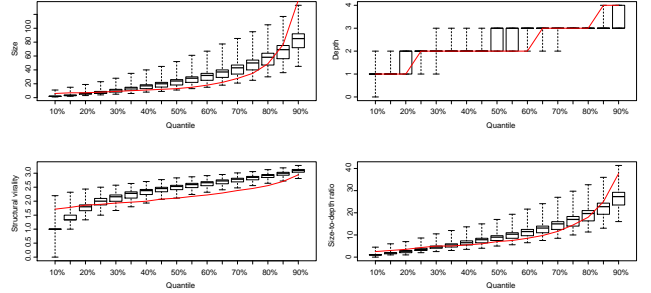 Size
0 20 40 60 80 100
10% 20% 30% 40% 50% 60% 70% 80% 90%
Quantile
Depth
0 1 2 3 4
10% 20% 30% 40% 50% 60% 70% 80% 90%
Quantile
Structural virality
0.0 0.5 1.0 1.5 2.0 2.5 3.0
10% 20% 30% 40% 50% 60% 70% 80% 90%
Quantile
Size-to-depth ratio
0 10 20 30 40
10% 20% 30% 40% 50% 60% 70% 80% 90%
Quantile